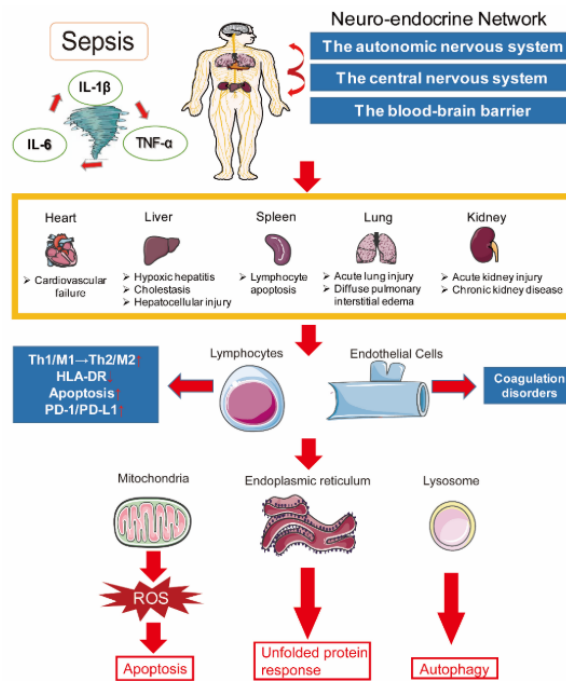 Sepsis
IL-1β
IL-6
TNF-α
Neuro-endocrine Network
The autonomic nervous system
The central nervous system
The blood-brain barrier
Heart
➢ Cardiovascular
failure
Liver
➢ Hypoxic hepatitis
➢ Cholestasis
➢ Hepatocellular injury
Spleen
➢ Lymphocyte
apoptosis
Lung
➢ Acute lung injury
➢ Diffuse pulmonary
interstitial edema
Kidney
➢ Acute kidney injury
➢ Chronic kidney disease
Th1/M1→Th2/M2↑
HLA-DR↓
Apoptosis↑
PD-1/PD-L1↑
Lymphocytes
Endothelial Cells
Coagulation
disorders
Mitochondria
Endoplasmic reticulum
Lysosome
ROS
Apoptosis
Unfolded protein
response
Autophagy